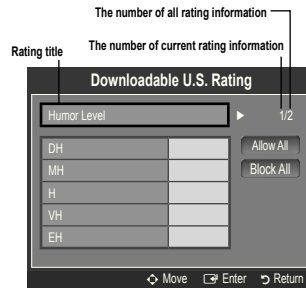 The number of all rating information
Rating title
The number of current rating information
Downloadable U.S. Rating
Humor Level ► 1/2
DH
Allow All
MH
Block All
H
VH
EH
Move Enter Return